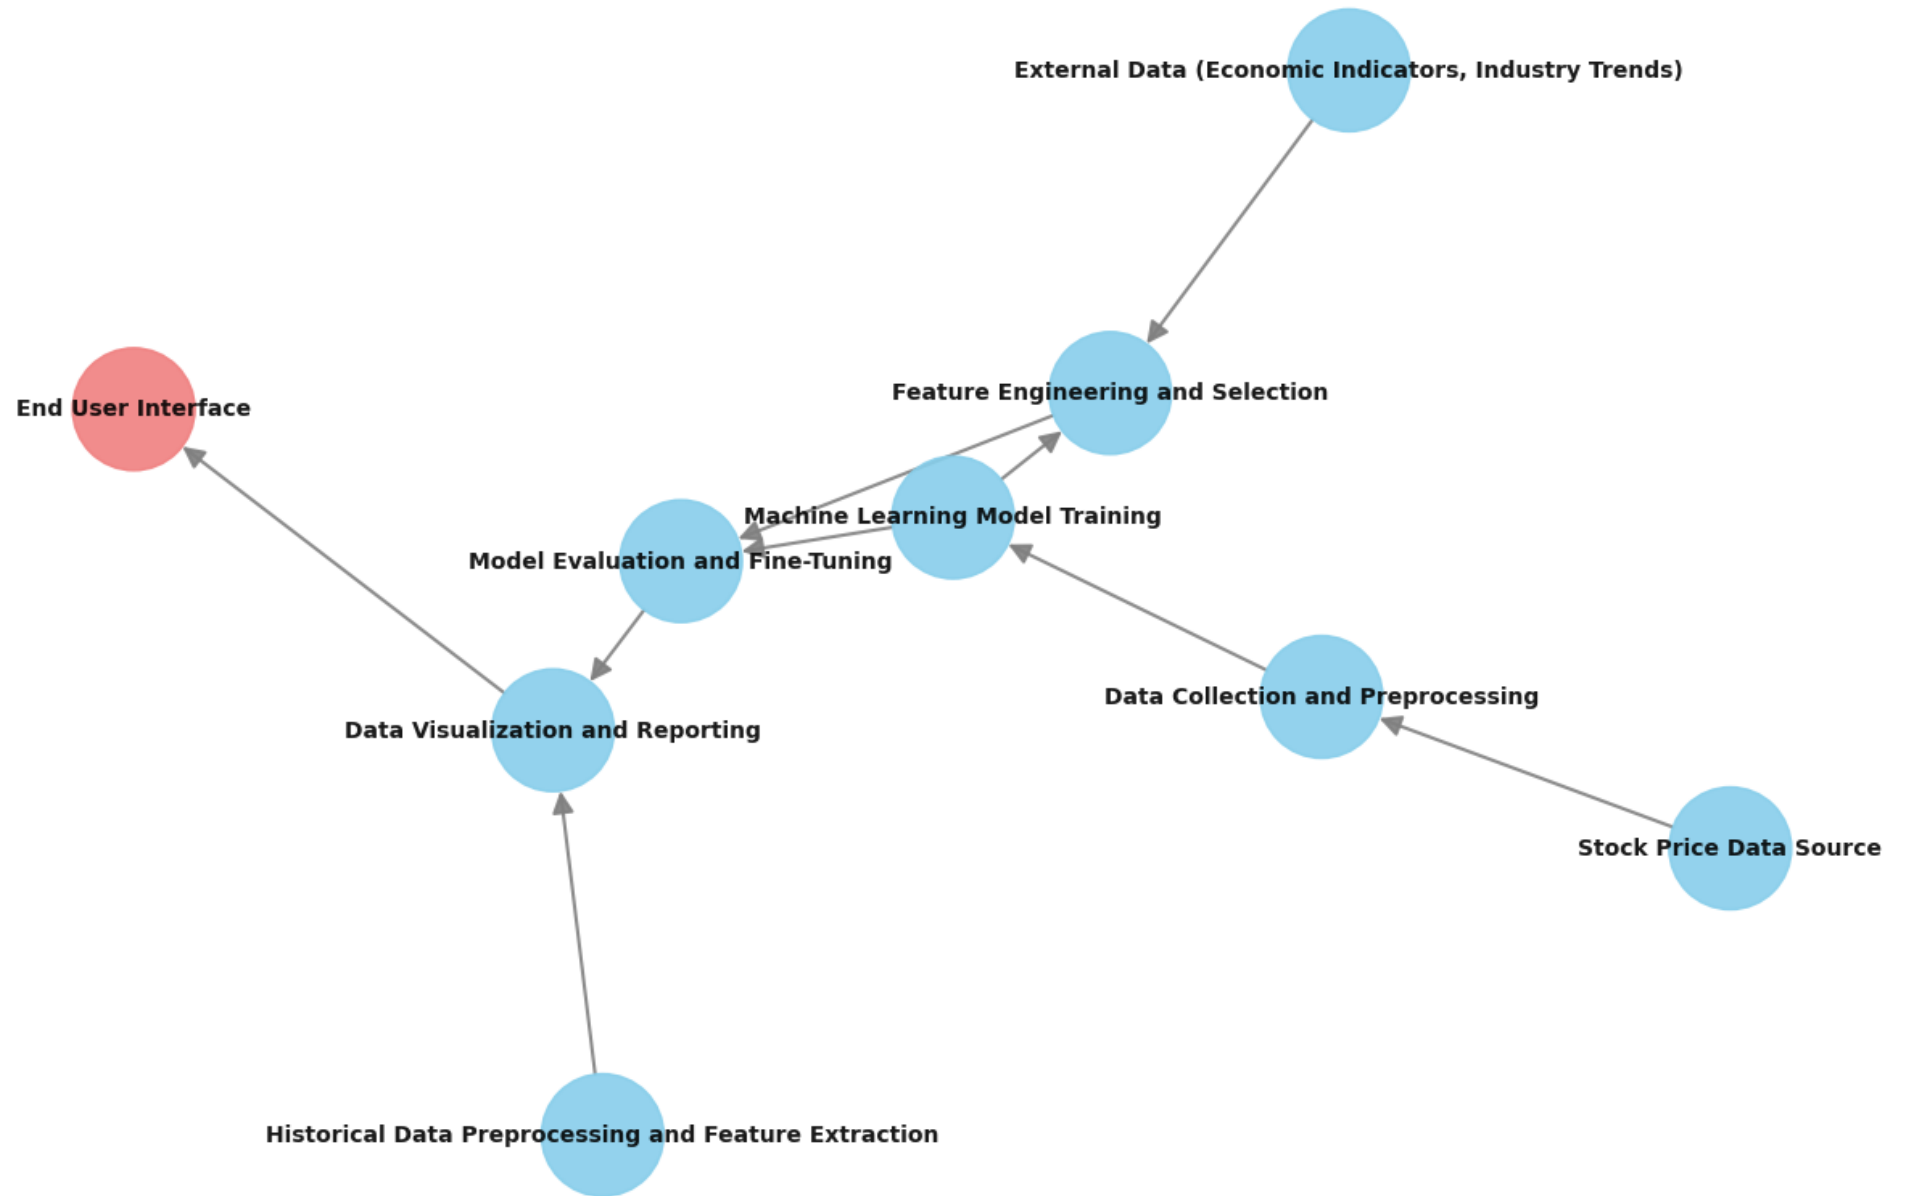 External Data (Economic Indicators, Industry Trends)
Feature Engineering and Selection
End User Interface
Machine Learning Model Training
Model Evaluation and Fine-Tuning
Data Collection and Preprocessing
Data Visualization and Reporting
Stock Price Data Source
Historical Data Preprocessing and Feature Extraction